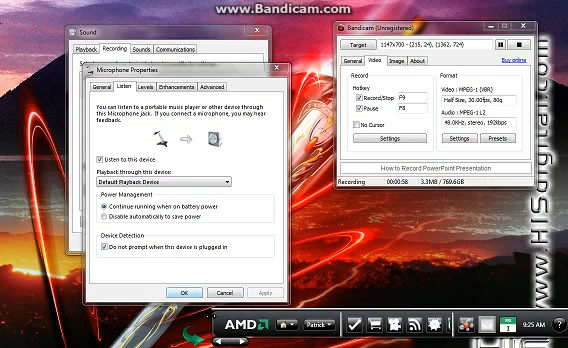 www.Bandicam.com
Sound
Playback Recording Sounds Communications
Microphone Properties
General Listen Levels Enhancements Advanced
You can listen to a portable music player or other device through
this Microphone jack. If you connect a microphone, you may hear
feedback.
Listen to this device
Playback through this device:
Default Playback Device
Power Management
Continue running when on battery power
Disable automatically to save power
Device Detection
Do not prompt when this device is plugged in
OK Cancel Apply
Bandicam (Unregistered)
Target 1147x700 - (215, 24), (1362, 724)
General Video Image About Buy online
Record
Hotkey
Record/Stop F9
Pause F8
No Cursor
Settings
Format
Video : MPEG-1 (VBR)
Half Size, 30.00fps, 80q
Audio : MPEG-1 L2
48.0KHz, stereo, 192kbps
Settings Presets
How to Record PowerPoint Presentation
Recording 00:00:58 3.3MB / 769.6GB
AMD
Patrick
1
9:25 AM